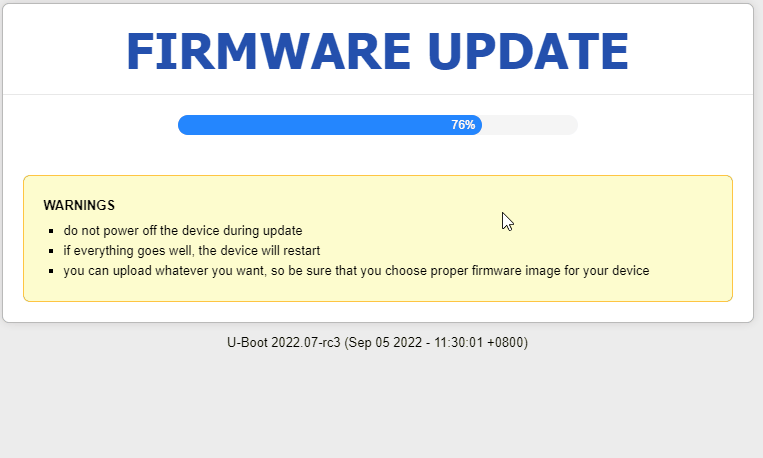 FIRMWARE UPDATE
76%
WARNINGS
do not power off the device during update
if everything goes well, the device will restart
you can upload whatever you want, so be sure that you choose proper firmware image for your device
U-Boot 2022.07-rc3 (Sep 05 2022 - 11:30:01 +0800)